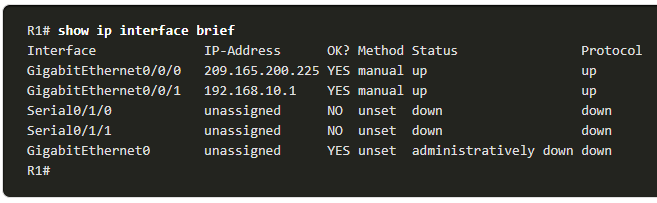 R1# show ip interface brief
Interface              IP-Address      OK? Method Status                Protocol
GigabitEthernet0/0/0   209.165.200.225 YES manual up                    up
GigabitEthernet0/0/1   192.168.10.1    YES manual up                    up
Serial0/1/0            unassigned      NO  unset  down                  down
Serial0/1/1            unassigned      NO  unset  down                  down
GigabitEthernet0       unassigned      YES unset  administratively down down
R1#